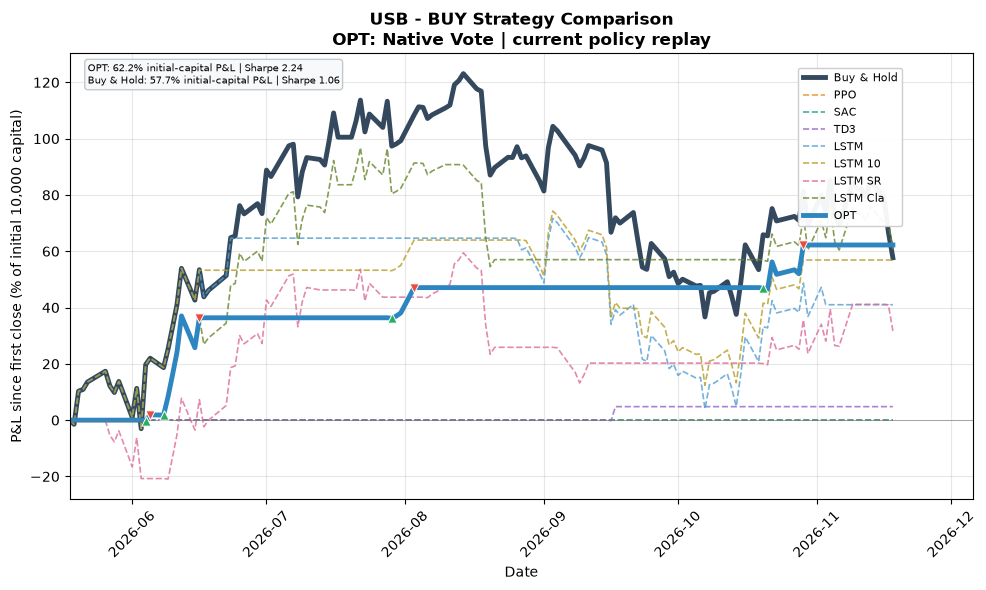 USB - BUY Strategy Comparison
OPT: Native Vote | current policy replay
OPT: 62.2% initial-capital P&L | Sharpe 2.24
Buy & Hold: 57.7% initial-capital P&L | Sharpe 1.06
Buy & Hold
PPO
SAC
TD3
LSTM
LSTM 10
LSTM SR
LSTM Cla
OPT
P&L since first close (% of initial 10,000 capital)
120
100
80
60
40
20
0
−20
2026-06
2026-07
2026-08
2026-09
2026-10
2026-11
2026-12
Date